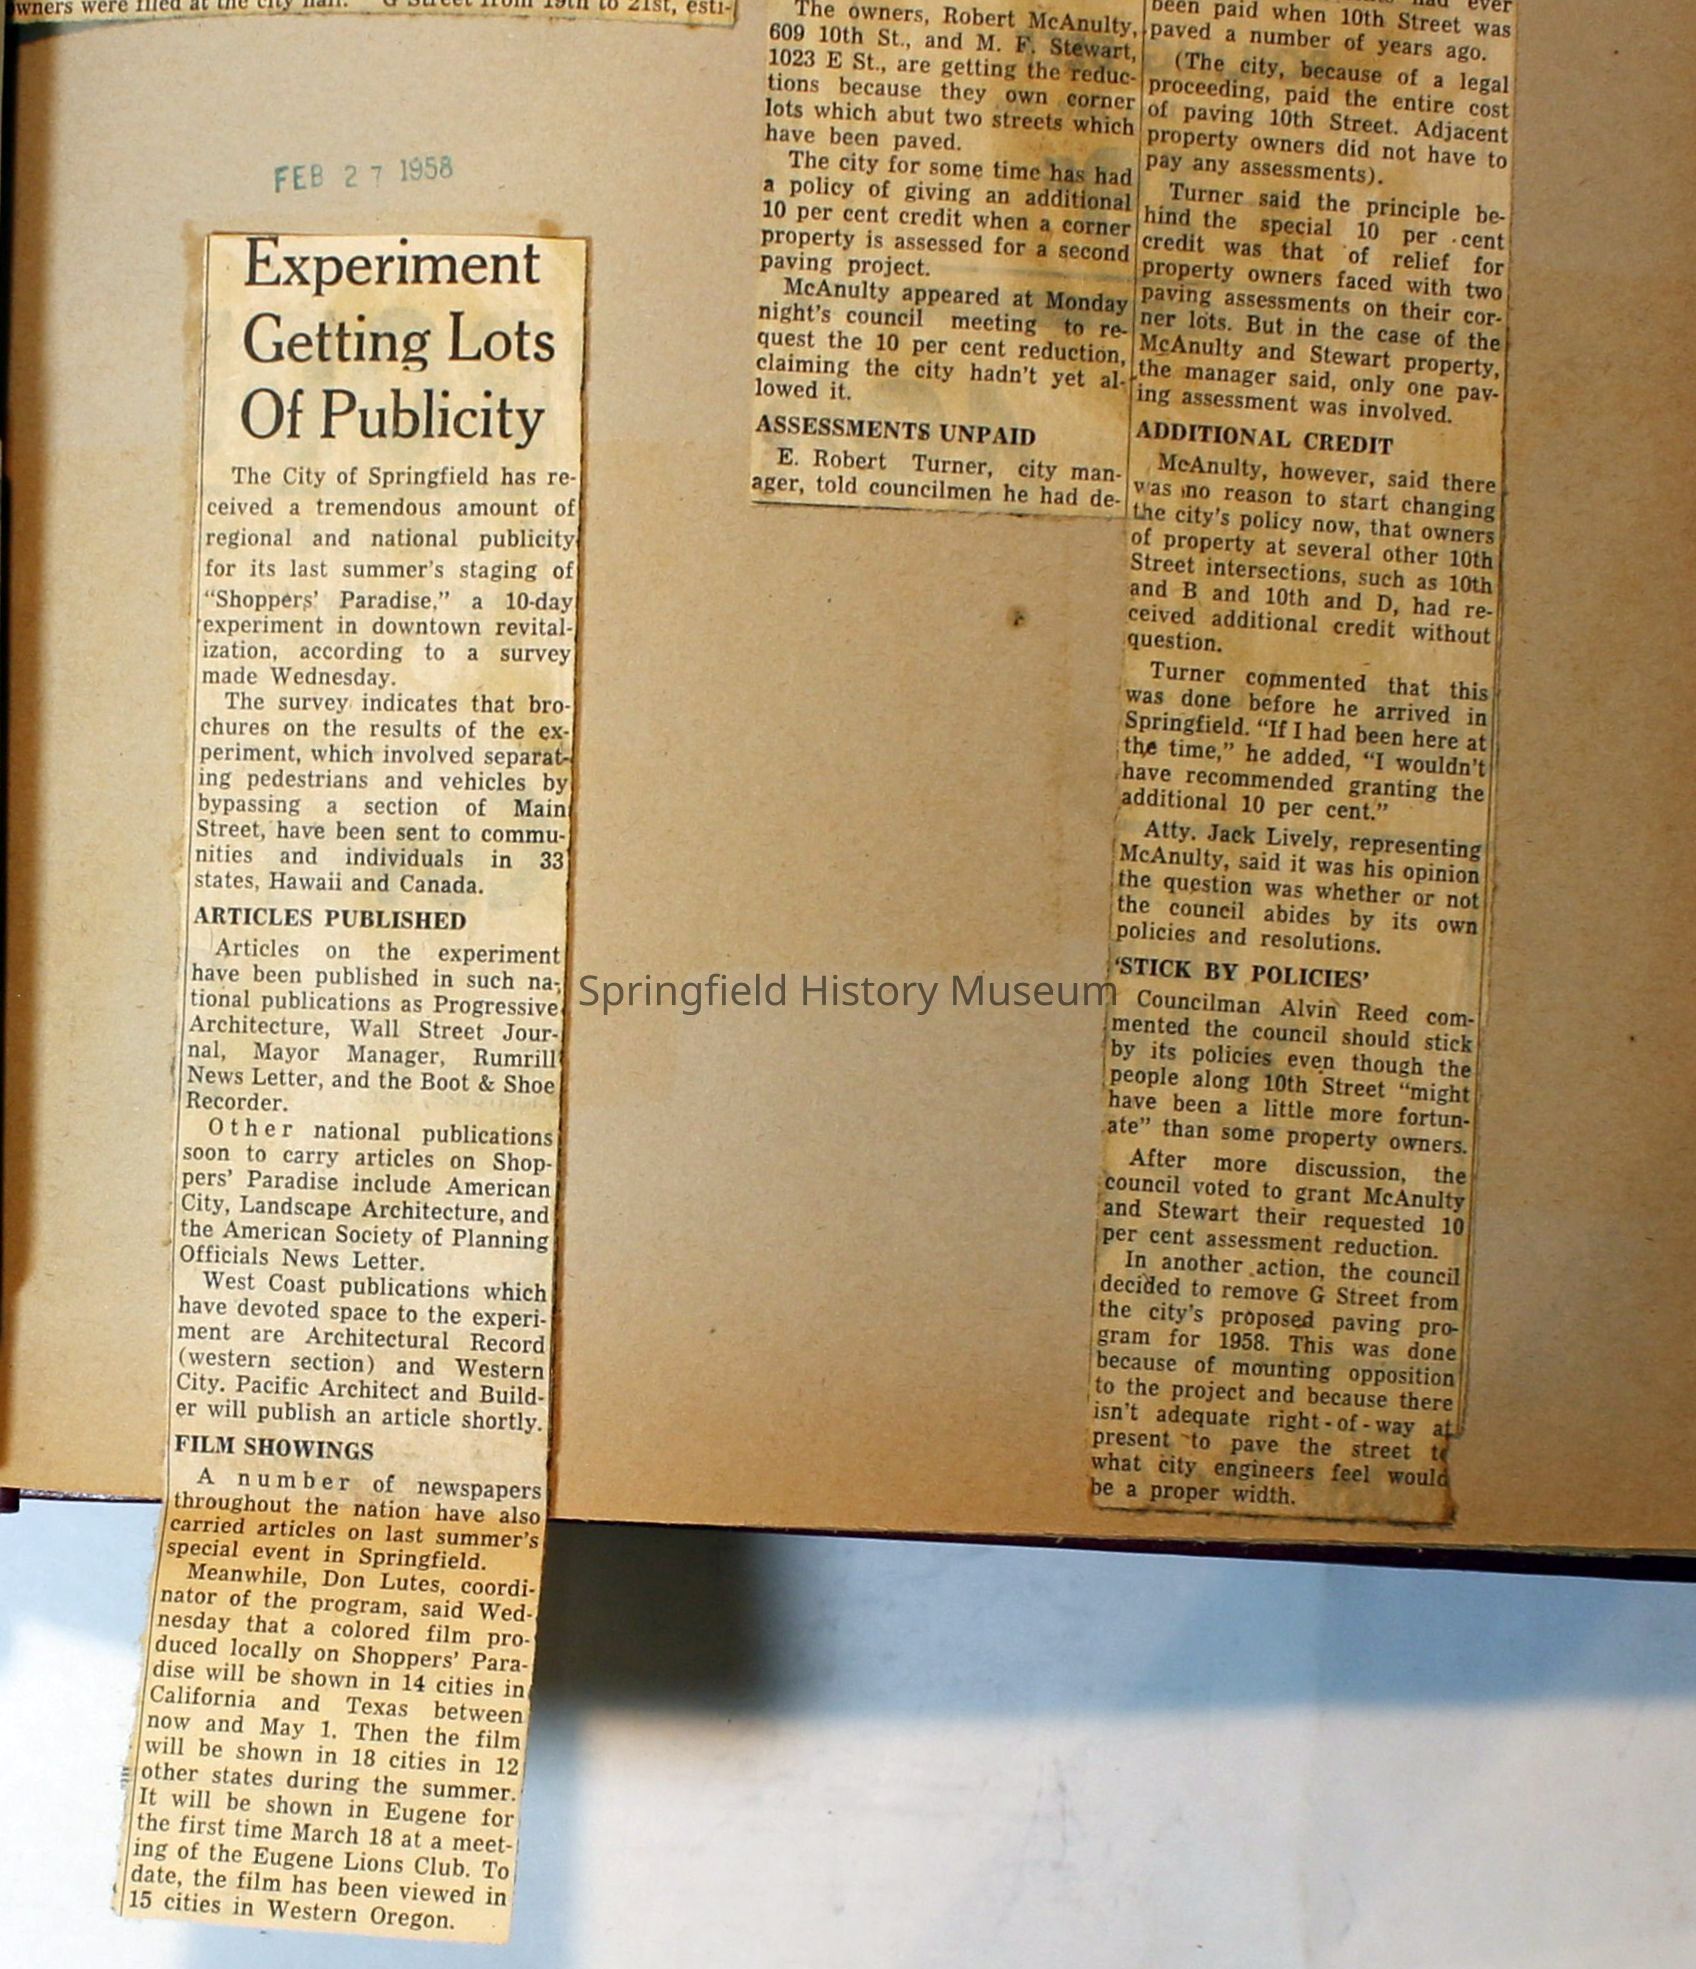 wners were filed at the city hall.
G Street from 19th to 21st, esti-
FEB 27 1958
Experiment
Getting Lots
Of Publicity
The City of Springfield has re-
ceived a tremendous amount of
regional and national publicity
for its last summer's staging of
"Shoppers' Paradise," a 10-day
experiment in downtown revital-
ization, according to a survey
made Wednesday.
The survey indicates that bro-
chures on the results of the ex-
periment, which involved separat-
ing pedestrians and vehicles by
bypassing a section of Main
Street, have been sent to commu-
nities and individuals in 33
states, Hawaii and Canada.
ARTICLES PUBLISHED
Articles on the experiment
have been published in such na-
tional publications as Progressive
Architecture, Wall Street Jour-
nal, Mayor Manager, Rumrill
News Letter, and the Boot & Shoe
Recorder.
Other national publications
soon to carry articles on Shop-
pers' Paradise include American
City, Landscape Architecture, and
the American Society of Planning
Officials News Letter.
West Coast publications which
have devoted space to the experi-
ment are Architectural Record
(western section) and Western
City. Pacific Architect and Build-
er will publish an article shortly.
FILM SHOWINGS
A number of newspapers
throughout the nation have also
carried articles on last summer's
special event in Springfield.
Meanwhile, Don Lutes, coordi-
nator of the program, said Wed-
nesday that a colored film pro-
duced locally on Shoppers' Para-
dise will be shown in 14 cities in
California and Texas between
now and May 1. Then the film
will be shown in 18 cities in 12
other states during the summer.
It will be shown in Eugene for
the first time March 18 at a meet-
ing of the Eugene Lions Club. To
date, the film has been viewed in
15 cities in Western Oregon.
The owners, Robert McAnulty,
609 10th St., and M. F. Stewart,
1023 E St., are getting the reduc-
tions because they own corner
lots which abut two streets which
have been paved.
The city for some time has had
a policy of giving an additional
10 per cent credit when a corner
property is assessed for a second
paving project.
McAnulty appeared at Monday
night's council meeting to re-
quest the 10 per cent reduction,
claiming the city hadn't yet al-
lowed it.
ASSESSMENTS UNPAID
E. Robert Turner, city man-
ager, told councilmen he had de-
had ever
been paid when 10th Street was
paved a number of years ago.
(The city, because of a legal
proceeding, paid the entire cost
of paving 10th Street. Adjacent
property owners did not have to
pay any assessments).
Turner said the principle be-
hind the special 10 per cent
credit was that of relief for
property owners faced with two
paving assessments on their cor-
ner lots. But in the case of the
McAnulty and Stewart property,
the manager said, only one pav-
ing assessment was involved.
ADDITIONAL CREDIT
McAnulty, however, said there
was no reason to start changing
the city's policy now, that owners
of property at several other 10th
Street intersections, such as 10th
and B and 10th and D, had re-
ceived additional credit without
question.
Turner commented that this
was done before he arrived in
Springfield. "If I had been here at
the time," he added, "I wouldn't
have recommended granting the
additional 10 per cent."
Atty. Jack Lively, representing
McAnulty, said it was his opinion
the question was whether or not
the council abides by its own
policies and resolutions.
'STICK BY POLICIES'
Councilman Alvin Reed com-
mented the council should stick
by its policies even though the
people along 10th Street "might
have been a little more fortun-
ate" than some property owners.
After more discussion, the
council voted to grant McAnulty
and Stewart their requested 10
per cent assessment reduction.
In another action, the council
decided to remove G Street from
the city's proposed paving pro-
gram for 1958. This was done
because of mounting opposition
to the project and because there
isn't adequate right-of-way at
present to pave the street to
what city engineers feel would
be a proper width.
Springfield History Museum